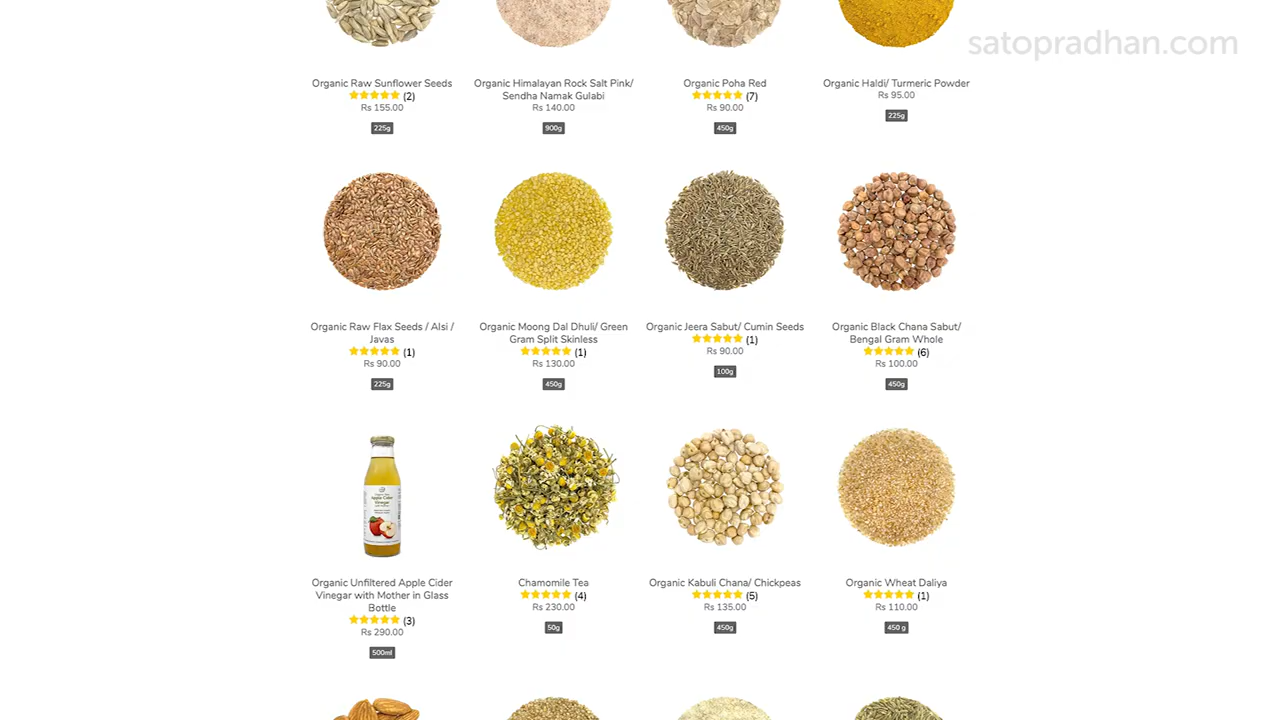 satopradhan.com
Organic Raw Sunflower Seeds
(2)
Rs 155.00
225g
Organic Himalayan Rock Salt Pink/
Sendha Namak Gulabi
Rs 140.00
900g
Organic Poha Red
(7)
Rs 90.00
450g
Organic Haldi/ Turmeric Powder
Rs 95.00
225g
Organic Raw Flax Seeds / Alsi /
Javas
(1)
Rs 90.00
225g
Organic Moong Dal Dhuli/ Green
Gram Split Skinless
(1)
Rs 130.00
450g
Organic Jeera Sabut/ Cumin Seeds
(1)
Rs 90.00
100g
Organic Black Chana Sabut/
Bengal Gram Whole
(6)
Rs 100.00
450g
Apple Cider
Vinegar
Organic Unfiltered Apple Cider
Vinegar with Mother in Glass
Bottle
(3)
Rs 290.00
500ml
Chamomile Tea
(4)
Rs 230.00
50g
Organic Kabuli Chana/ Chickpeas
(5)
Rs 135.00
450g
Organic Wheat Daliya
(1)
Rs 110.00
450 g